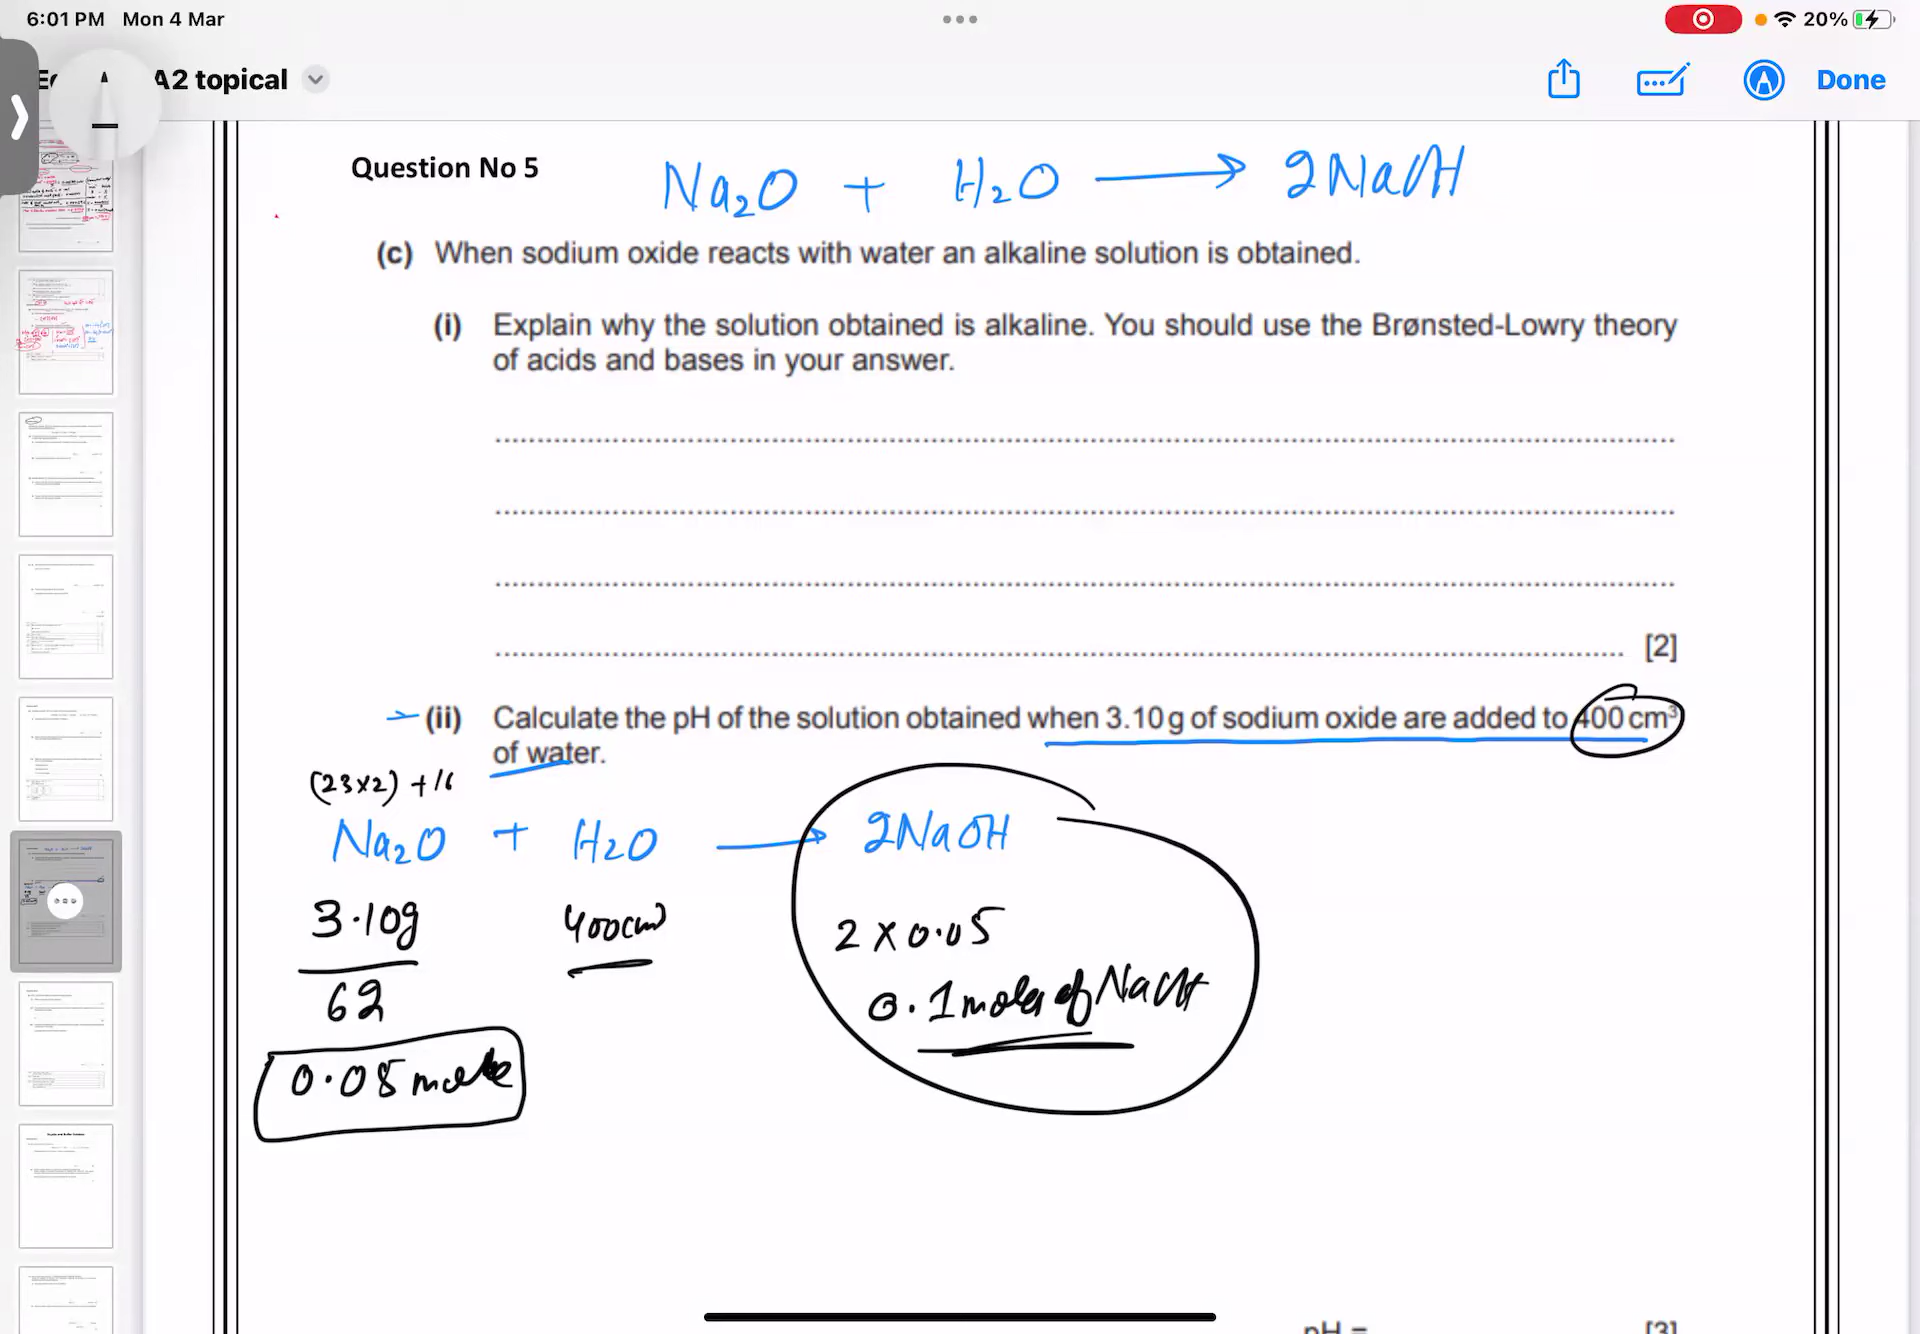 6:01 PM Mon 4 Mar
20%
A2 topical
Done
Question No 5
Na2O + H2O → 2NaOH
(c) When sodium oxide reacts with water an alkaline solution is obtained.
(i) Explain why the solution obtained is alkaline. You should use the Brønsted-Lowry theory
of acids and bases in your answer.
[2]
(ii) Calculate the pH of the solution obtained when 3.10 g of sodium oxide are added to 400 cm³
of water.
(23x2) + 16
Na2O + H2O → 2NaOH
3.10g
400cm³
2 x 0.05
62
0.1 moles of NaOH
0.05 mole
pH =
[3]